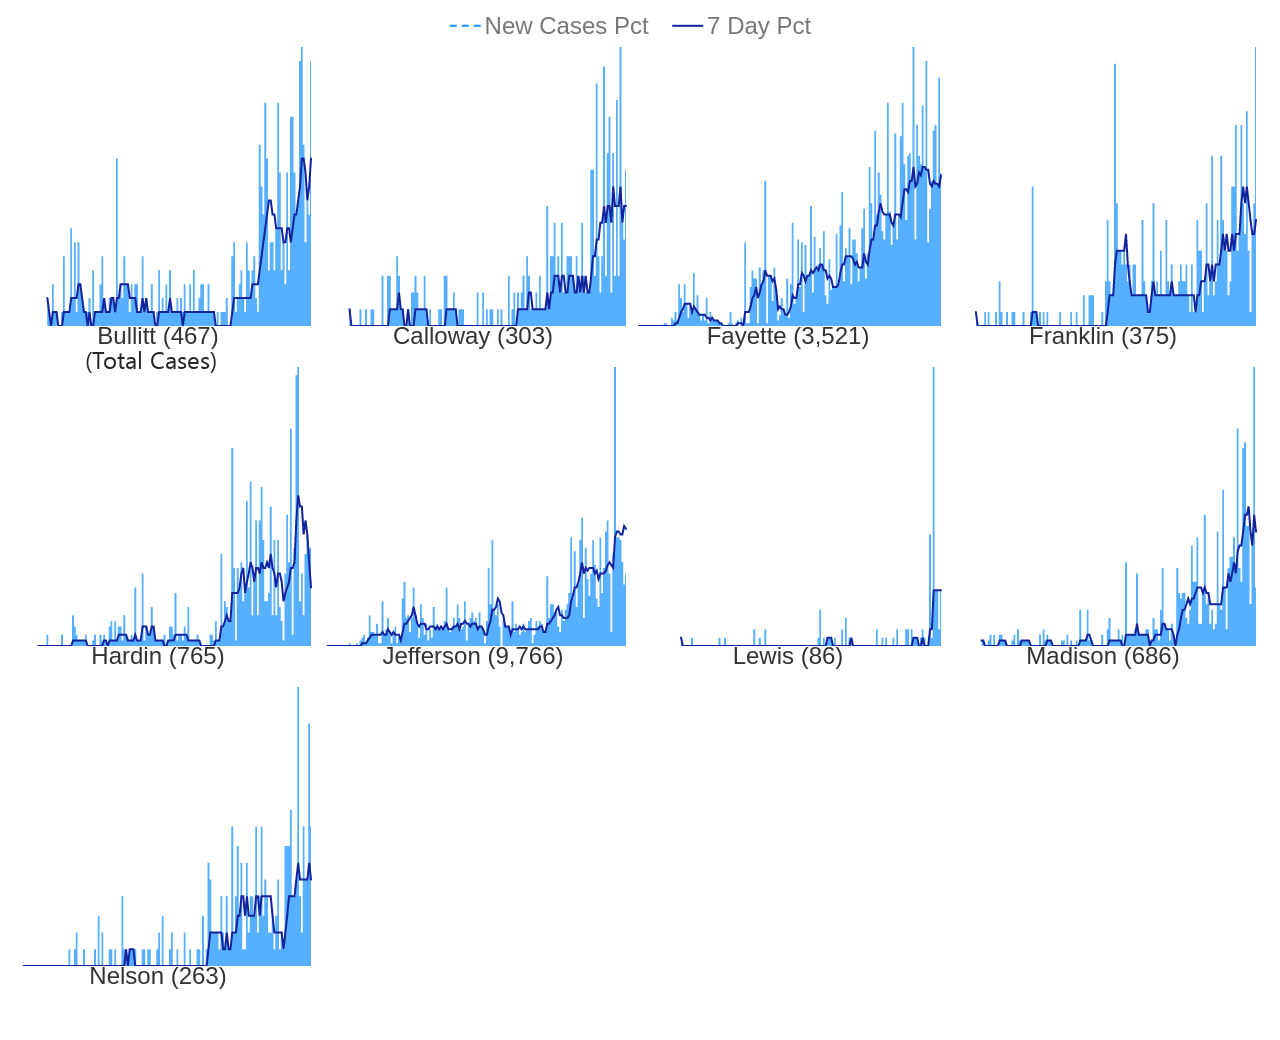 New Cases Pct 7 Day Pct
Bullitt (467)
(Total Cases)
Calloway (303)
Fayette (3,521)
Franklin (375)
Hardin (765)
Jefferson (9,766)
Lewis (86)
Madison (686)
Nelson (263)